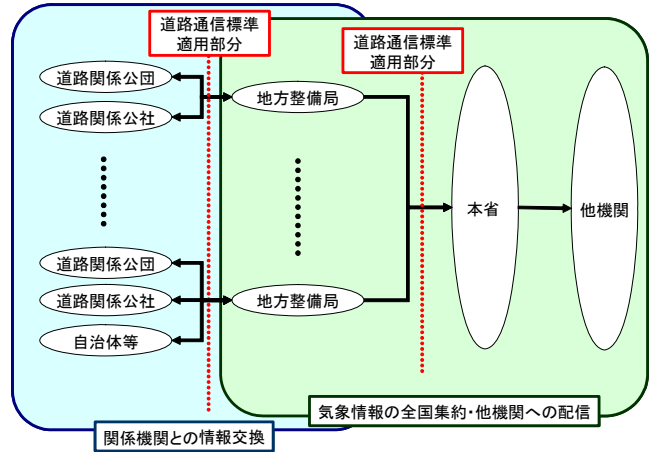 道路通信標準
適用部分
道路通信標準
適用部分
道路関係公団
道路関係公社
地方整備局
本省
他機関
道路関係公団
道路関係公社
自治体等
地方整備局
気象情報の全国集約・他機関への配信
関係機関との情報交換